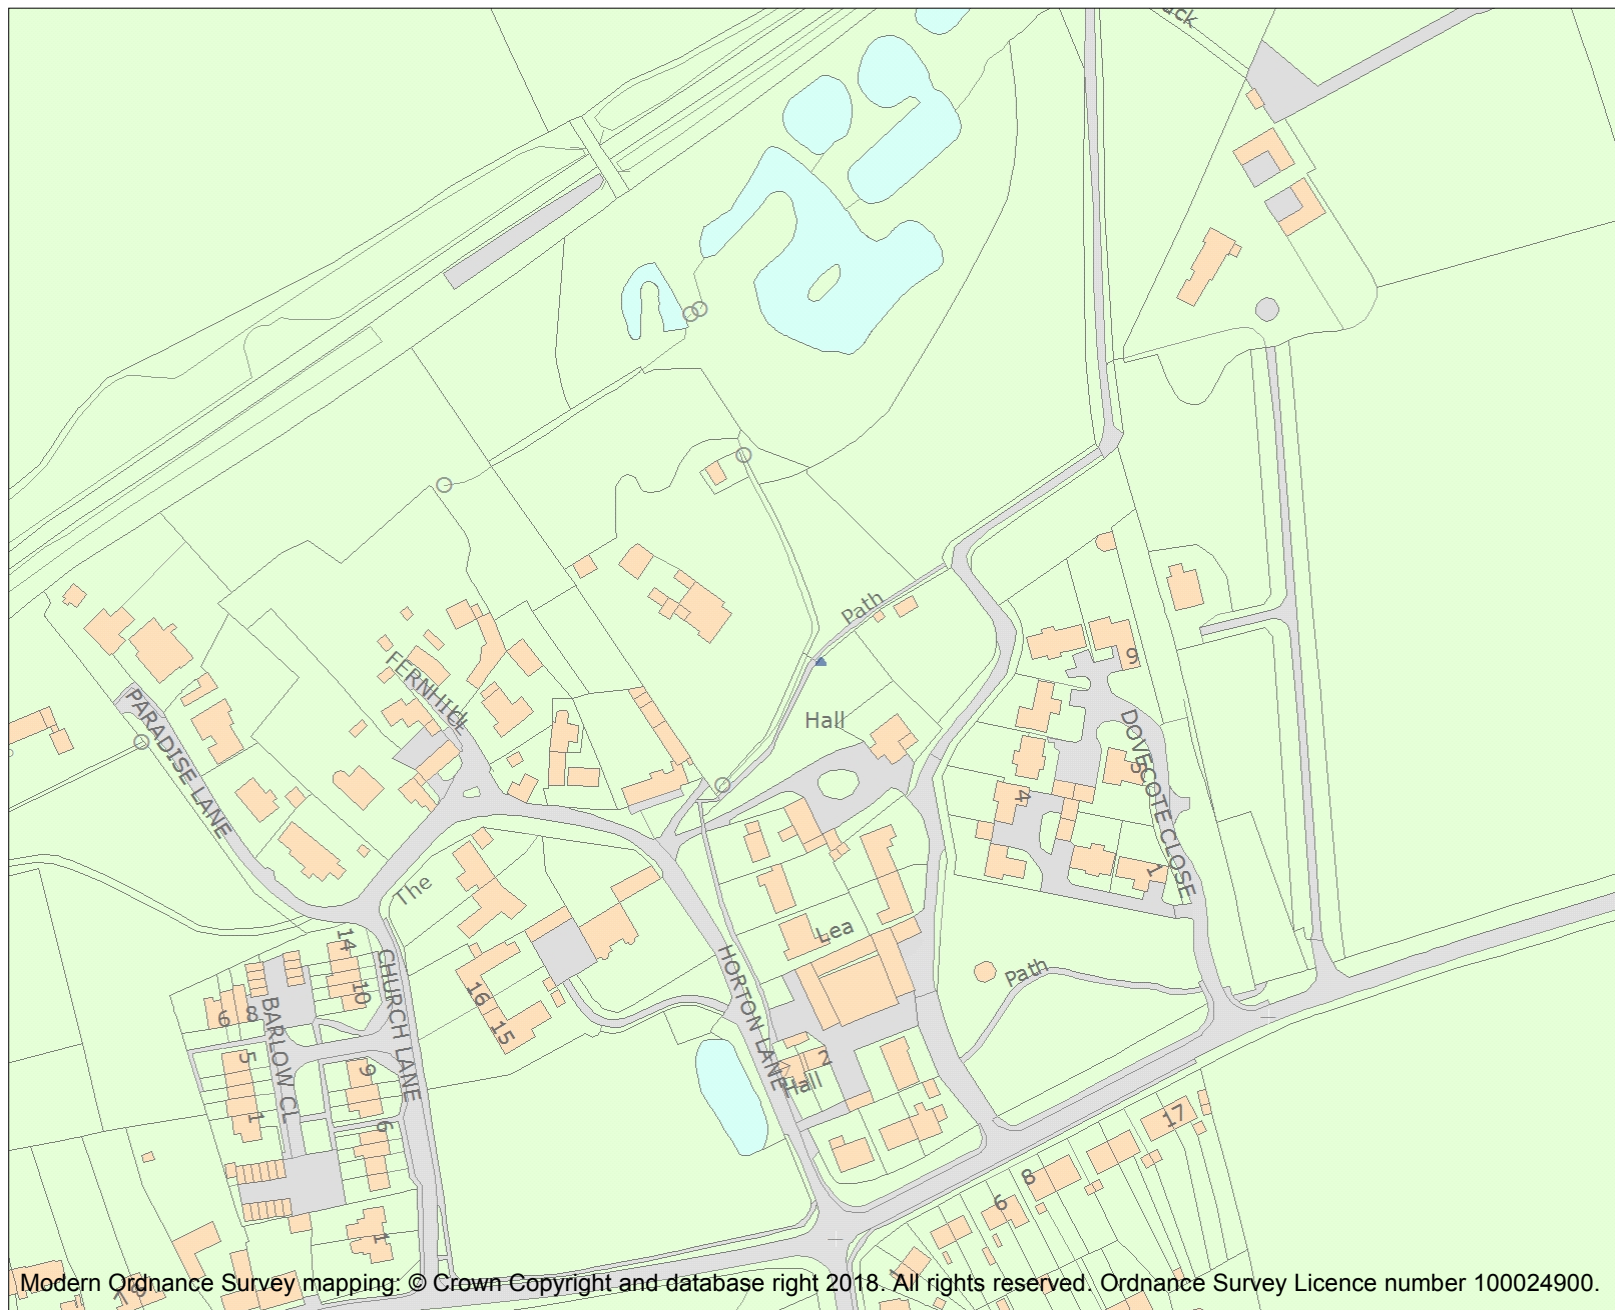 Path
FERNHILL
9
PARADISE LANE
Hall
DOVECOTE CLOSE
5
4
The
1
Lea
14
CHURCH LANE
HORTON LANE
Path
10
16
6
8
BARLOW CL
15
5
9
2
Hall
1
6
17
8
6
1
Modern Ordnance Survey mapping: © Crown Copyright and database right 2018. All rights reserved. Ordnance Survey Licence number 100024900.